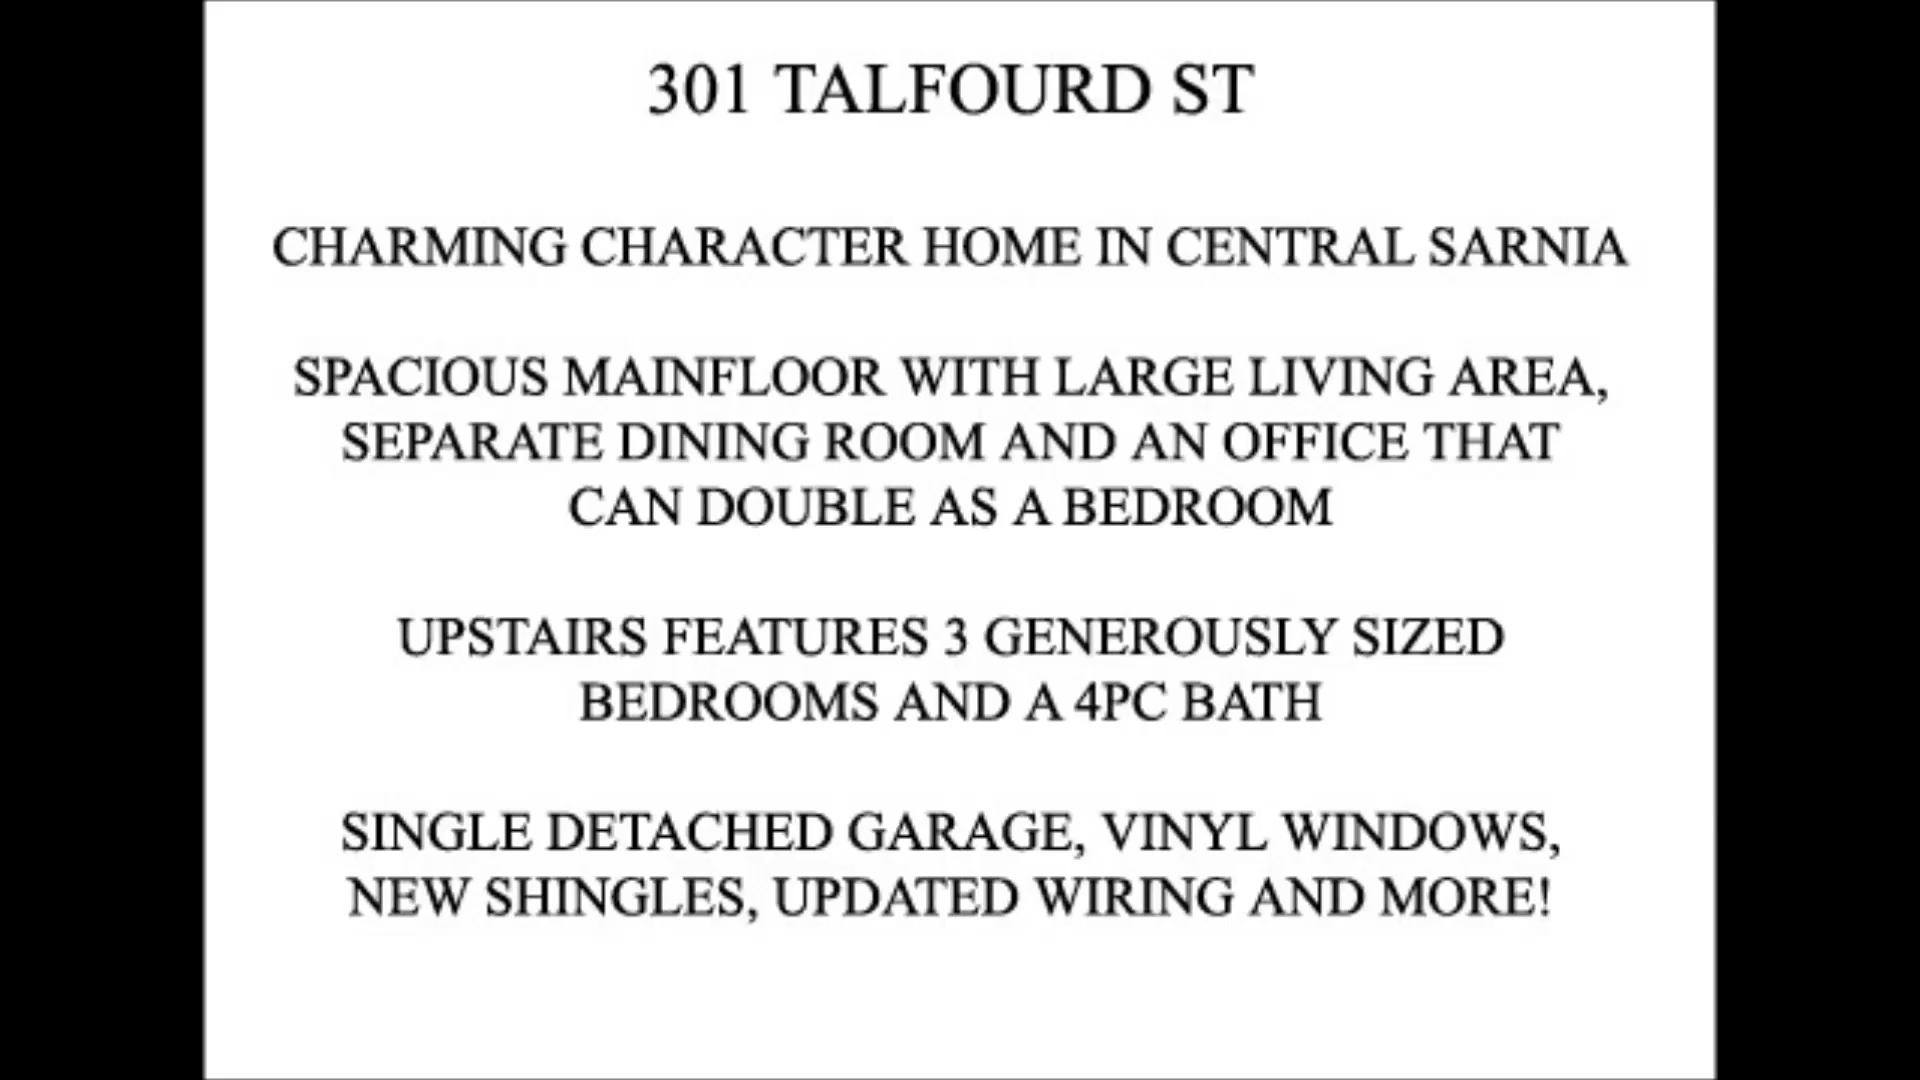 301 TALFOURD ST
CHARMING CHARACTER HOME IN CENTRAL SARNIA
SPACIOUS MAINFLOOR WITH LARGE LIVING AREA,
SEPARATE DINING ROOM AND AN OFFICE THAT
CAN DOUBLE AS A BEDROOM
UPSTAIRS FEATURES 3 GENEROUSLY SIZED
BEDROOMS AND A 4PC BATH
SINGLE DETACHED GARAGE, VINYL WINDOWS,
NEW SHINGLES, UPDATED WIRING AND MORE!